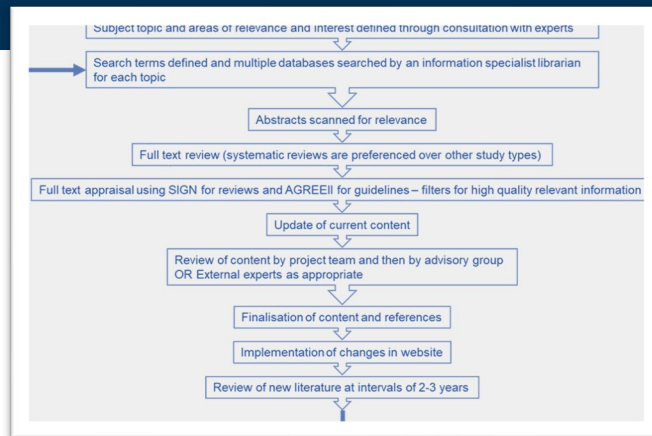 Subject topic and areas of relevance and interest defined through consultation with experts
Search terms defined and multiple databases searched by an information specialist librarian
for each topic
Abstracts scanned for relevance
Full text review (systematic reviews are preferenced over other study types)
Full text appraisal using SIGN for reviews and AGREEII for guidelines – filters for high quality relevant information
Update of current content
Review of content by project team and then by advisory group
OR External experts as appropriate
Finalisation of content and references
Implementation of changes in website
Review of new literature at intervals of 2-3 years